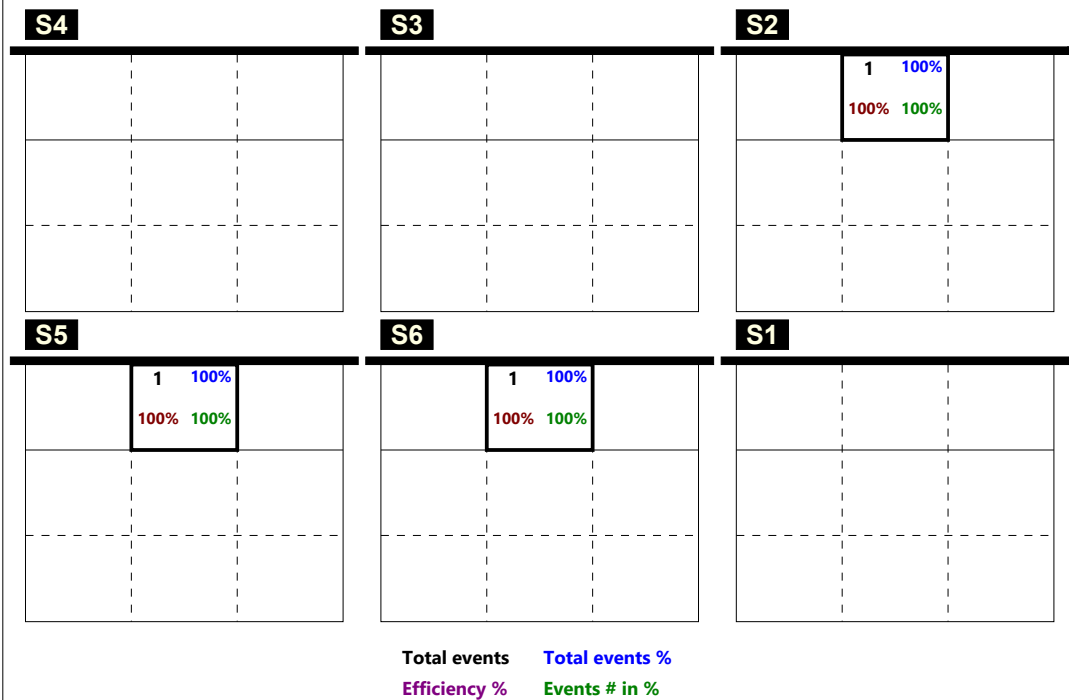 S4 S3 S2
1 100%
100% 100%
S5 S6 S1
1 100% 1 100%
100% 100% 100% 100%
Total events Total events %
Efficiency % Events # in %